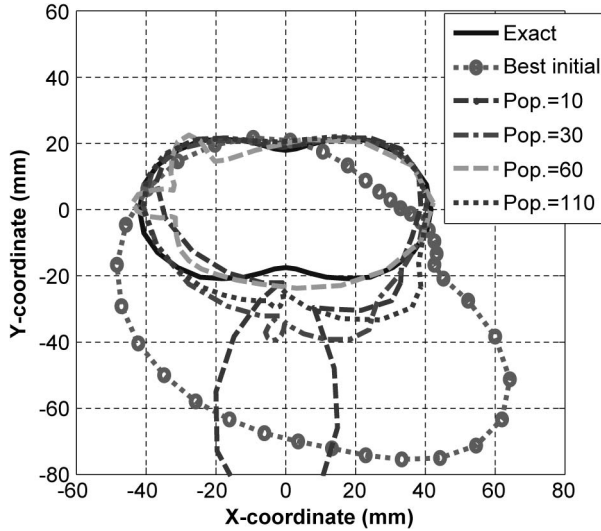 60
40
20
0
-20
-40
-60
-80
-60
-40
-20
0
20
40
60
80
Y-coordinate (mm)
X-coordinate (mm)
Exact
Best initial
Pop.=10
Pop.=30
Pop.=60
Pop.=110